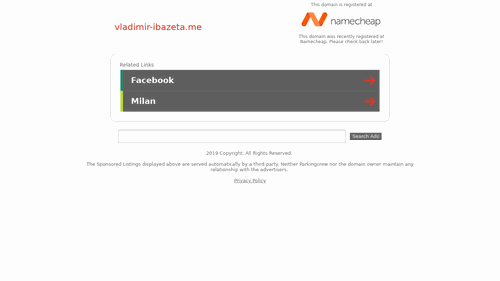 This domain is registered at
vladimir-ibazeta.me
namecheap
This domain was recently registered at
Namecheap. Please check back later!
Related Links
Facebook
Milan
Search Ads
2019 Copyright. All Rights Reserved.
The Sponsored Listings displayed above are served automatically by a third party. Neither Parkingcrew nor the domain owner maintain any
relationship with the advertisers.
Privacy Policy